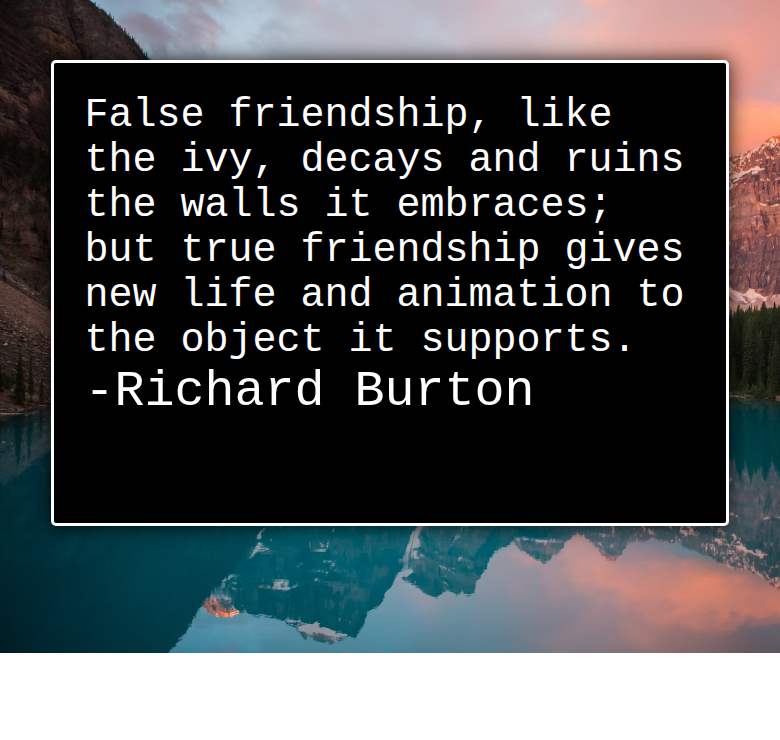 False friendship, like
the ivy, decays and ruins
the walls it embraces;
but true friendship gives
new life and animation to
the object it supports.
-Richard Burton